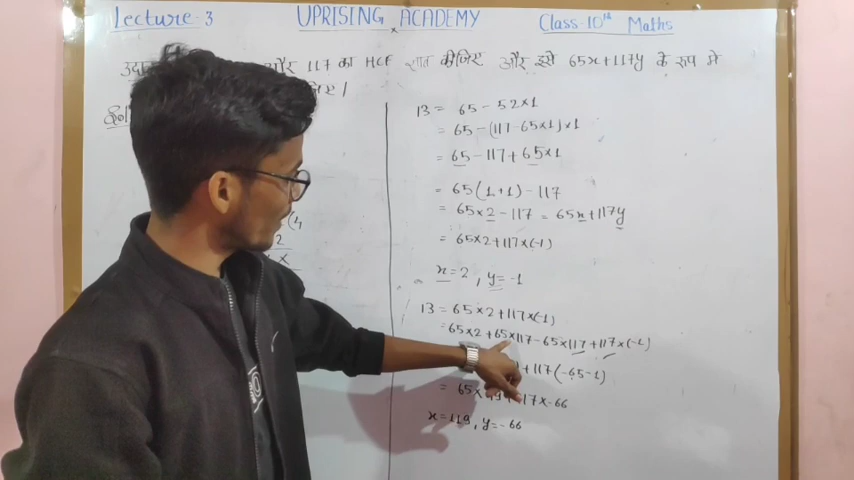 Lecture: 3
UPRISING ACADEMY
Class-10th Maths
और 117 का HCF ज्ञात कीजिए और इसे 65x+117y के रूप मे
13 = 65 - 52×1
= 65 - (117-65×1)×1
= 65 - 117 + 65×1
= 65(1+1) - 117
= 65×2 - 117 = 65x+117y
= 65×2+117×(-1)
x=2, y=-1
13 = 65×2+117×(-1)
= 65×2+65×117-65×117+117×(-1)
+117(-65-1)
= 65× 17×-66
x=119, y=-66